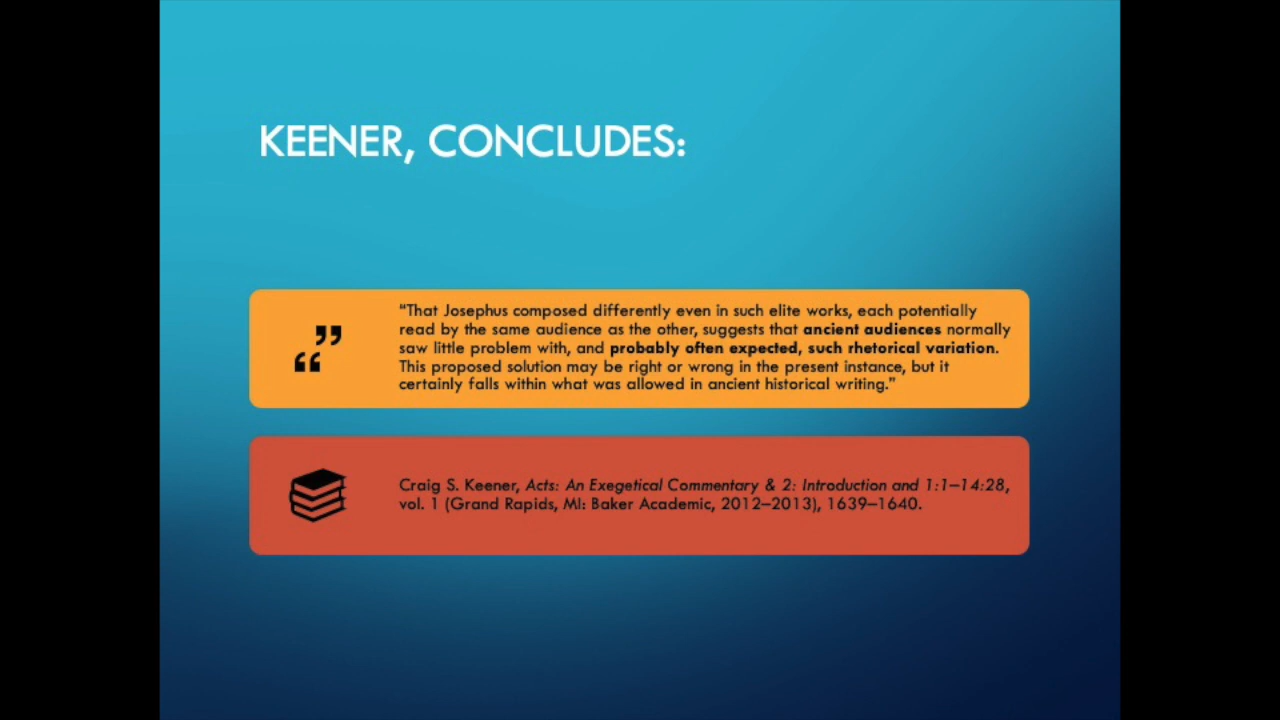 KEENER, CONCLUDES:
“That Josephus composed differently even in such elite works, each potentially
read by the same audience as the other, suggests that ancient audiences normally
saw little problem with, and probably often expected, such rhetorical variation.
This proposed solution may be right or wrong in the present instance, but it
certainly falls within what was allowed in ancient historical writing.”
Craig S. Keener, Acts: An Exegetical Commentary & 2: Introduction and 1:1–14:28,
vol. 1 (Grand Rapids, MI: Baker Academic, 2012–2013), 1639–1640.